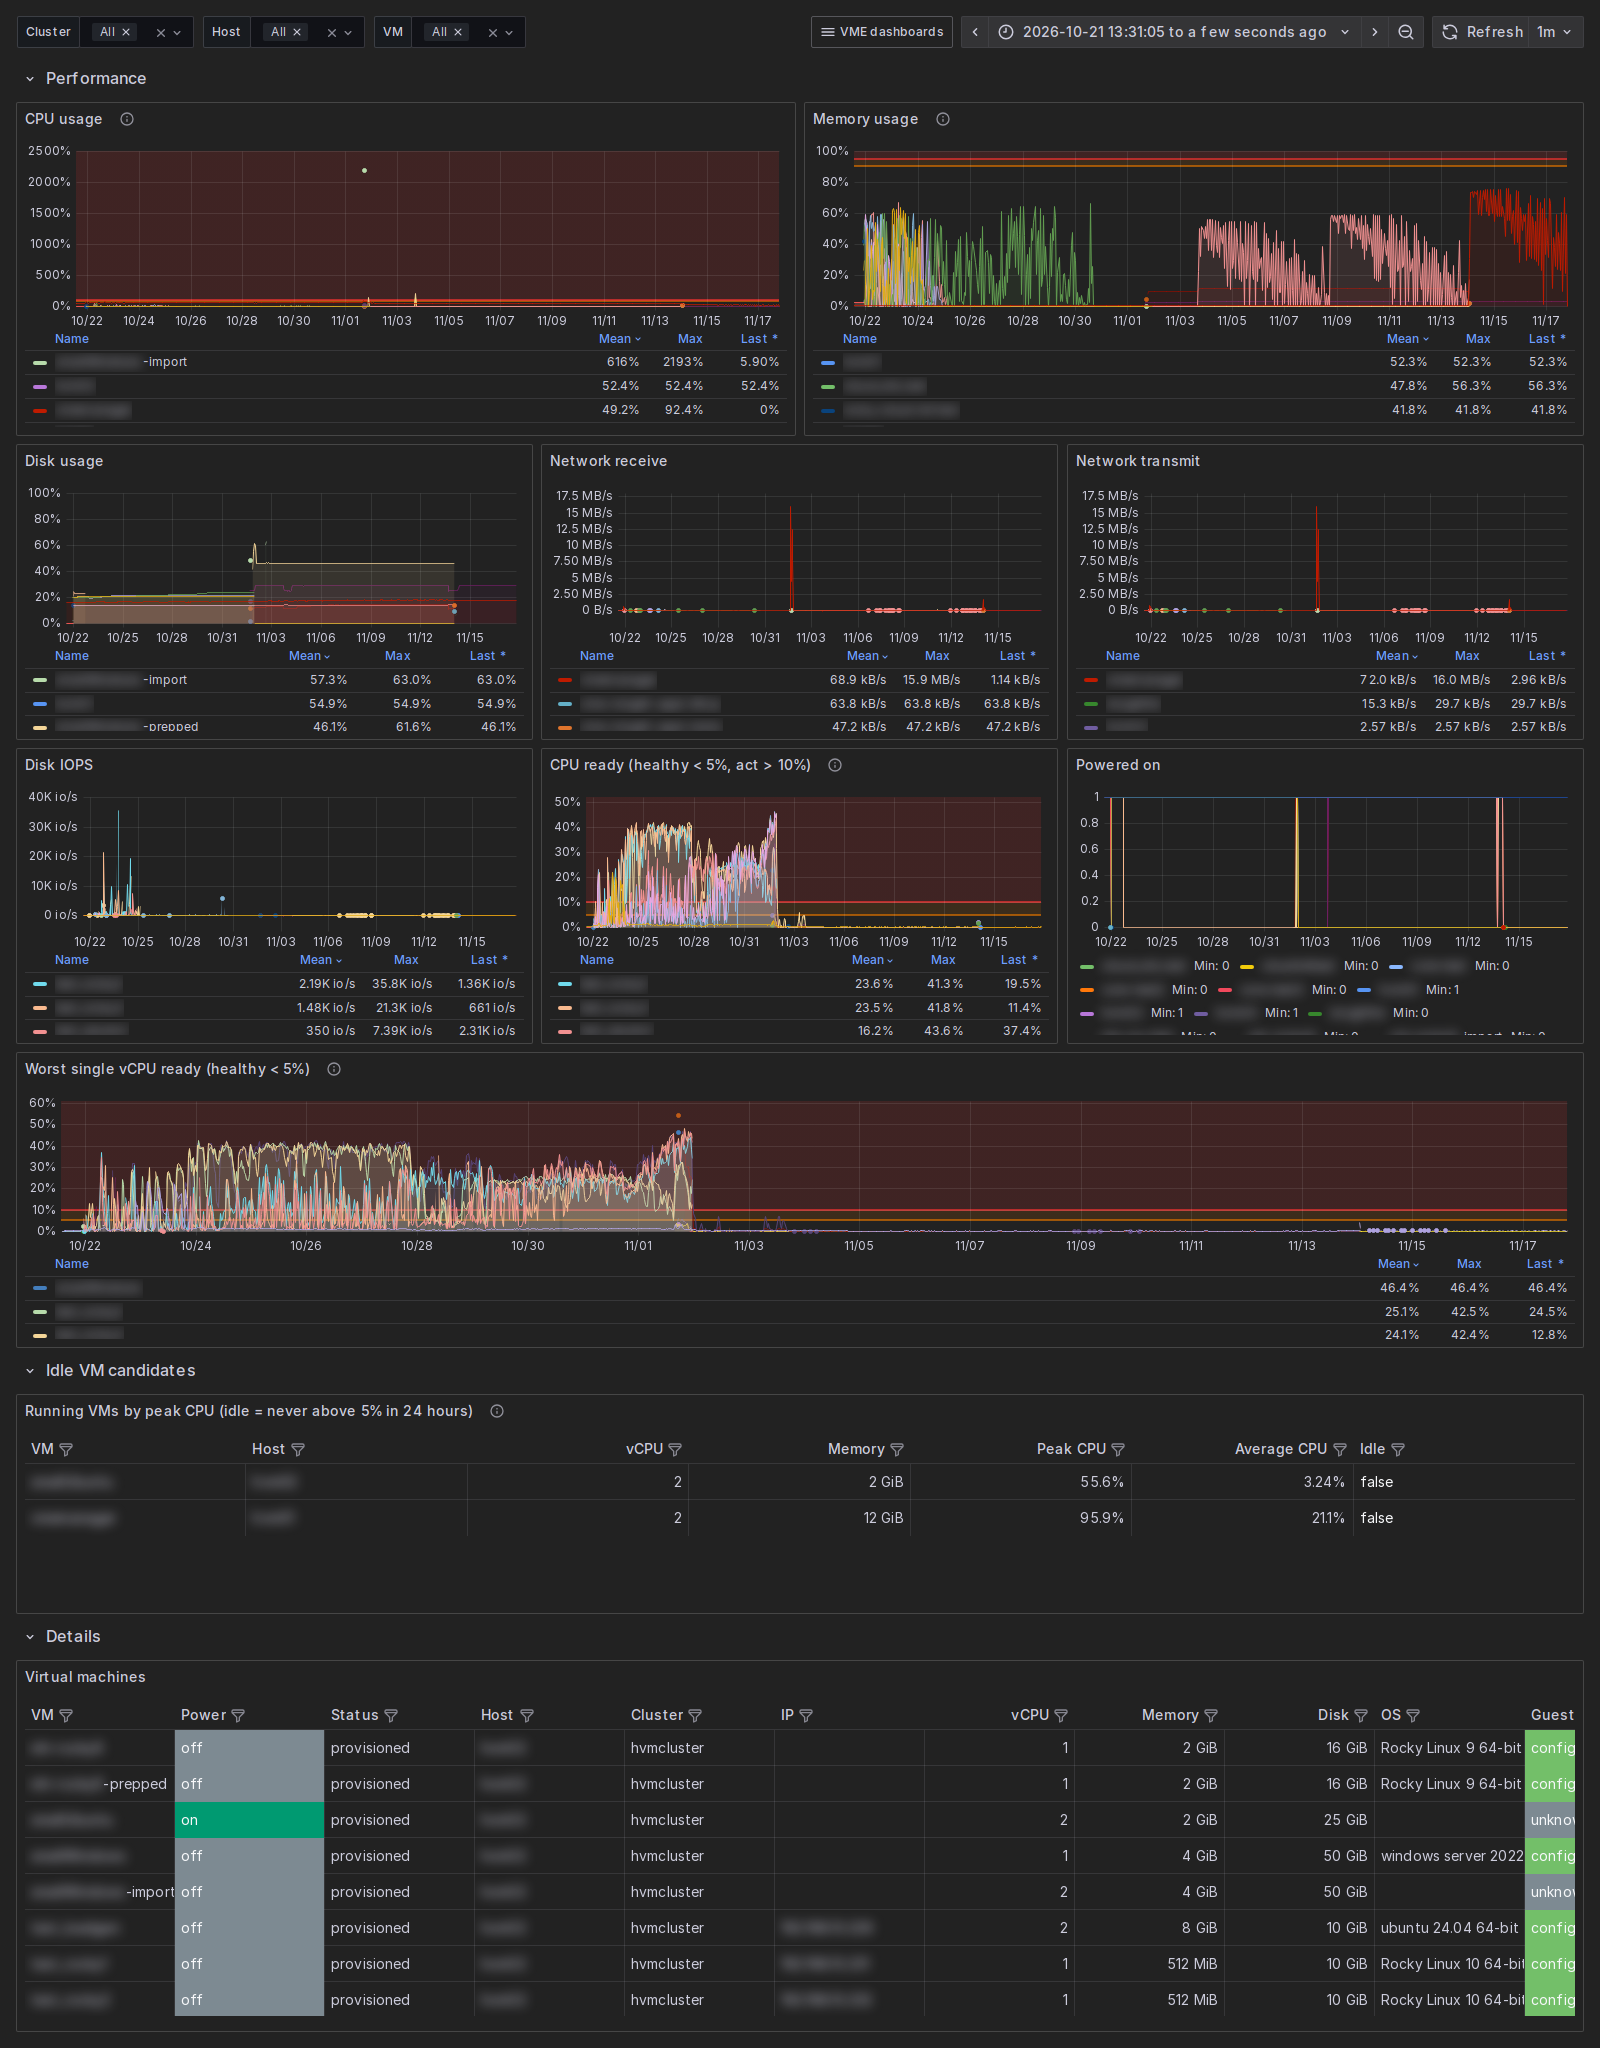 Cluster All Host All VM All VME dashboards 2026-10-21 13:31:05 to a few seconds ago Refresh 1m
Performance
CPU usage
2500%
2000%
1500%
1000%
500%
0%
10/22 10/24 10/26 10/28 10/30 11/01 11/03 11/05 11/07 11/09 11/11 11/13 11/15 11/17
Name Mean Max Last *
-import 616% 2193% 5.90%
52.4% 52.4% 52.4%
49.2% 92.4% 0%
Memory usage
100%
80%
60%
40%
20%
0%
10/22 10/24 10/26 10/28 10/30 11/01 11/03 11/05 11/07 11/09 11/11 11/13 11/15 11/17
Name Mean Max Last *
52.3% 52.3% 52.3%
47.8% 56.3% 56.3%
41.8% 41.8% 41.8%
Disk usage
100%
80%
60%
40%
20%
0%
10/22 10/25 10/28 10/31 11/03 11/06 11/09 11/12 11/15
Name Mean Max Last *
-import 57.3% 63.0% 63.0%
54.9% 54.9% 54.9%
-prepped 46.1% 61.6% 46.1%
Network receive
17.5 MB/s
15 MB/s
12.5 MB/s
10 MB/s
7.50 MB/s
5 MB/s
2.50 MB/s
0 B/s
10/22 10/25 10/28 10/31 11/03 11/06 11/09 11/12 11/15
Name Mean Max Last *
68.9 kB/s 15.9 MB/s 1.14 kB/s
63.8 kB/s 63.8 kB/s 63.8 kB/s
47.2 kB/s 47.2 kB/s 47.2 kB/s
Network transmit
17.5 MB/s
15 MB/s
12.5 MB/s
10 MB/s
7.50 MB/s
5 MB/s
2.50 MB/s
0 B/s
10/22 10/25 10/28 10/31 11/03 11/06 11/09 11/12 11/15
Name Mean Max Last *
72.0 kB/s 16.0 MB/s 2.96 kB/s
15.3 kB/s 29.7 kB/s 29.7 kB/s
2.57 kB/s 2.57 kB/s 2.57 kB/s
Disk IOPS
40K io/s
30K io/s
20K io/s
10K io/s
0 io/s
10/22 10/25 10/28 10/31 11/03 11/06 11/09 11/12 11/15
Name Mean Max Last *
2.19K io/s 35.8K io/s 1.36K io/s
1.48K io/s 21.3K io/s 661 io/s
350 io/s 7.39K io/s 2.31K io/s
CPU ready (healthy < 5%, act > 10%)
50%
40%
30%
20%
10%
0%
10/22 10/25 10/28 10/31 11/03 11/06 11/09 11/12 11/15
Name Mean Max Last *
23.6% 41.3% 19.5%
23.5% 41.8% 11.4%
16.2% 43.6% 37.4%
Powered on
1
0.8
0.6
0.4
0.2
0
10/22 10/25 10/28 10/31 11/03 11/06 11/09 11/12 11/15
Min: 0 Min: 0 Min: 0
Min: 0 Min: 0 Min: 1
Min: 1 Min: 1 Min: 0
Min: 0 Min: 0 import Min: 0
Worst single vCPU ready (healthy < 5%)
60%
50%
40%
30%
20%
10%
0%
10/22 10/24 10/26 10/28 10/30 11/01 11/03 11/05 11/07 11/09 11/11 11/13 11/15 11/17
Name Mean Max Last *
46.4% 46.4% 46.4%
25.1% 42.5% 24.5%
24.1% 42.4% 12.8%
Idle VM candidates
Running VMs by peak CPU (idle = never above 5% in 24 hours)
VM Host vCPU Memory Peak CPU Average CPU Idle
2 2 GiB 55.6% 3.24% false
2 12 GiB 95.9% 21.1% false
Details
Virtual machines
VM Power Status Host Cluster IP vCPU Memory Disk OS Guest
off provisioned hvmcluster 1 2 GiB 16 GiB Rocky Linux 9 64-bit config
-prepped off provisioned hvmcluster 1 2 GiB 16 GiB Rocky Linux 9 64-bit config
on provisioned hvmcluster 2 2 GiB 25 GiB unkno
off provisioned hvmcluster 1 4 GiB 50 GiB windows server 2022 config
-import off provisioned hvmcluster 2 4 GiB 50 GiB unkno
off provisioned hvmcluster 2 8 GiB 10 GiB ubuntu 24.04 64-bit config
off provisioned hvmcluster 1 512 MiB 10 GiB Rocky Linux 10 64-bit config
off provisioned hvmcluster 1 512 MiB 10 GiB Rocky Linux 10 64-bit config